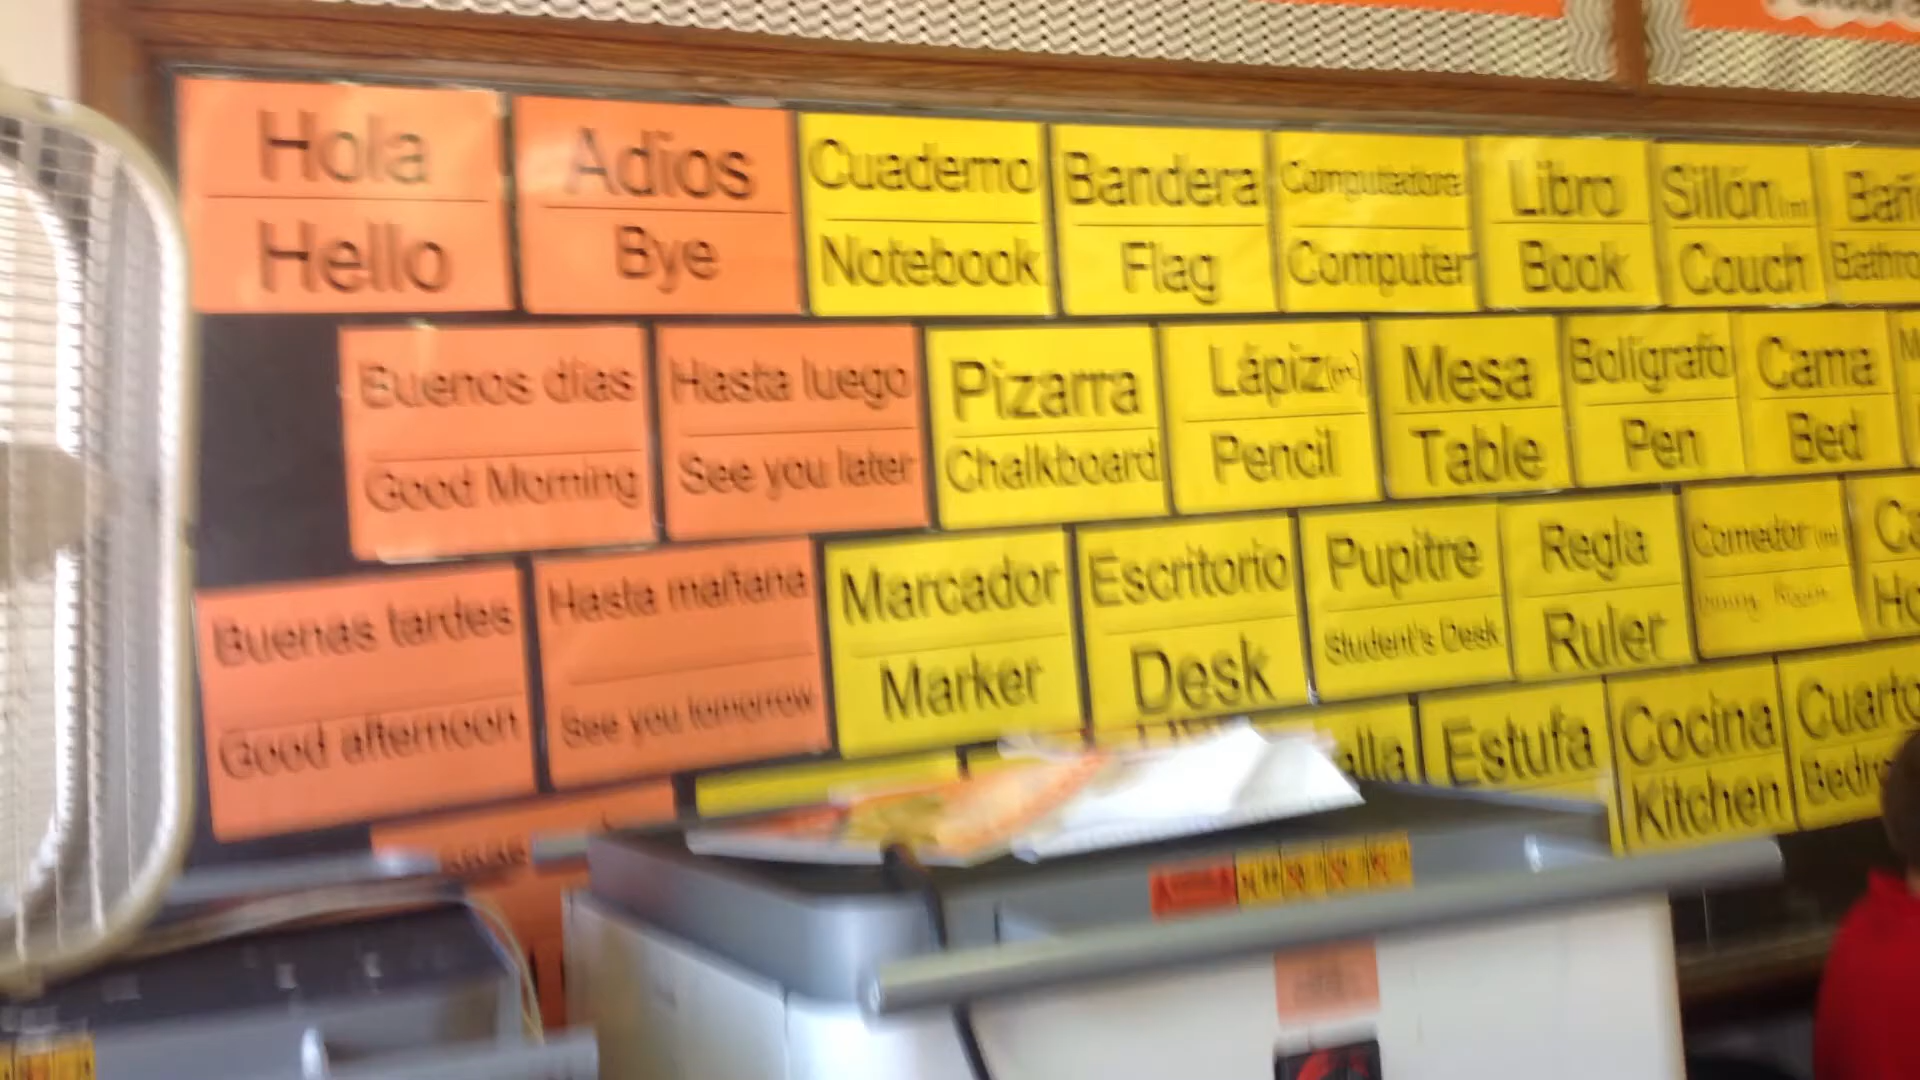 Hola
Hello
Adios
Bye
Cuaderno
Notebook
Bandera
Flag
Computadora
Computer
Libro
Book
Sillón (m)
Couch
Buenos días
Good Morning
Hasta luego
See you later
Pizarra
Chalkboard
Lápiz (m)
Pencil
Mesa
Table
Bolígrafo
Pen
Cama
Bed
Buenas tardes
Good afternoon
Hasta mañana
See you tomorrow
Marcador
Marker
Escritorio
Desk
Pupitre
Student's Desk
Regla
Ruler
Comedor (m)
Dining Room
Estufa
Cocina
Kitchen
Cuarto